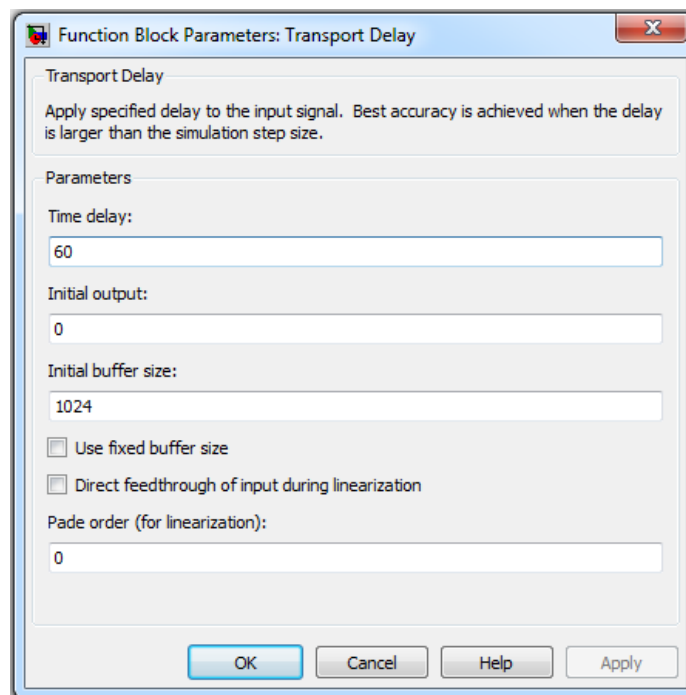 Function Block Parameters: Transport Delay
Transport Delay
Apply specified delay to the input signal.  Best accuracy is achieved when the delay
is larger than the simulation step size.
Parameters
Time delay:
60
Initial output:
0
Initial buffer size:
1024
Use fixed buffer size
Direct feedthrough of input during linearization
Pade order (for linearization):
0
OK Cancel Help Apply